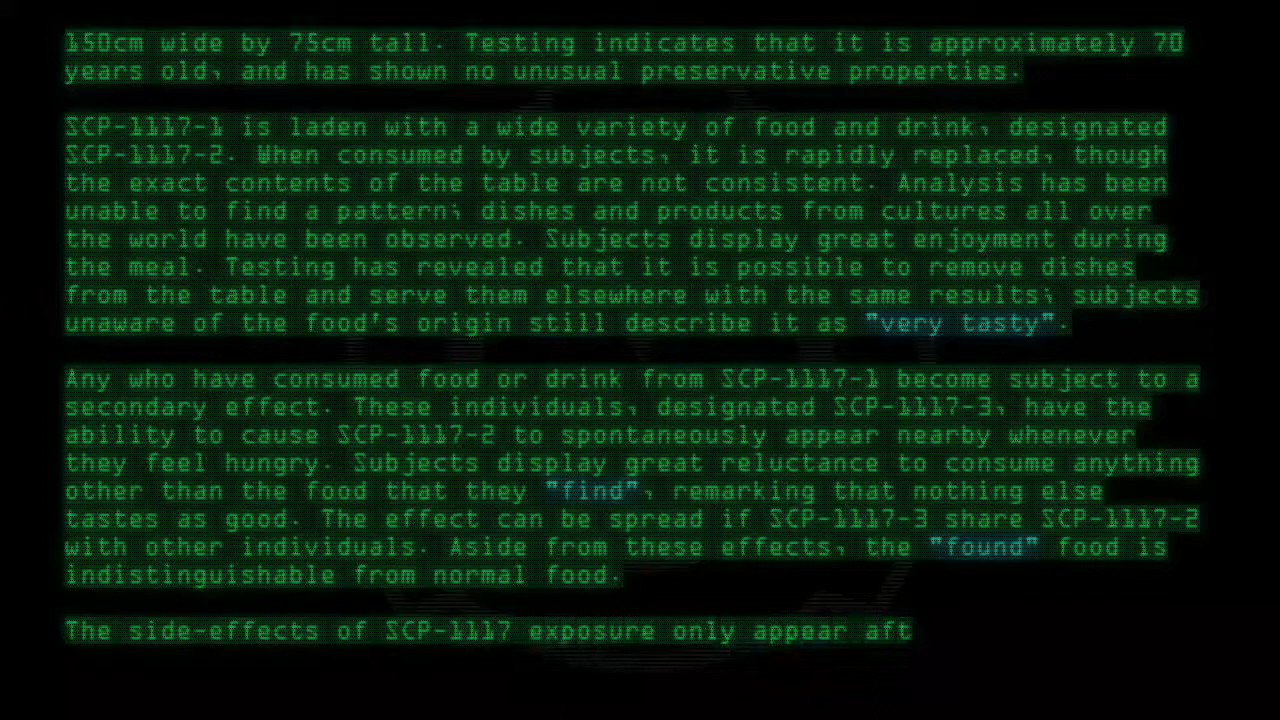 150cm wide by 75cm tall. Testing indicates that it is approximately 70
years old, and has shown no unusual preservative properties.
SCP-1117-1 is laden with a wide variety of food and drink, designated
SCP-1117-2. When consumed by subjects, it is rapidly replaced, though
the exact contents of the table are not consistent. Analysis has been
unable to find a pattern; dishes and products from cultures all over
the world have been observed. Subjects display great enjoyment during
the meal. Testing has revealed that it is possible to remove dishes
from the table and serve them elsewhere with the same results; subjects
unaware of the food's origin still describe it as "very tasty".
Any who have consumed food or drink from SCP-1117-1 become subject to a
secondary effect. These individuals, designated SCP-1117-3, have the
ability to cause SCP-1117-2 to spontaneously appear nearby whenever
they feel hungry. Subjects display great reluctance to consume anything
other than the food that they "find", remarking that nothing else
tastes as good. The effect can be spread if SCP-1117-3 share SCP-1117-2
with other individuals. Aside from these effects, the "found" food is
indistinguishable from normal food.
The side-effects of SCP-1117 exposure only appear aft